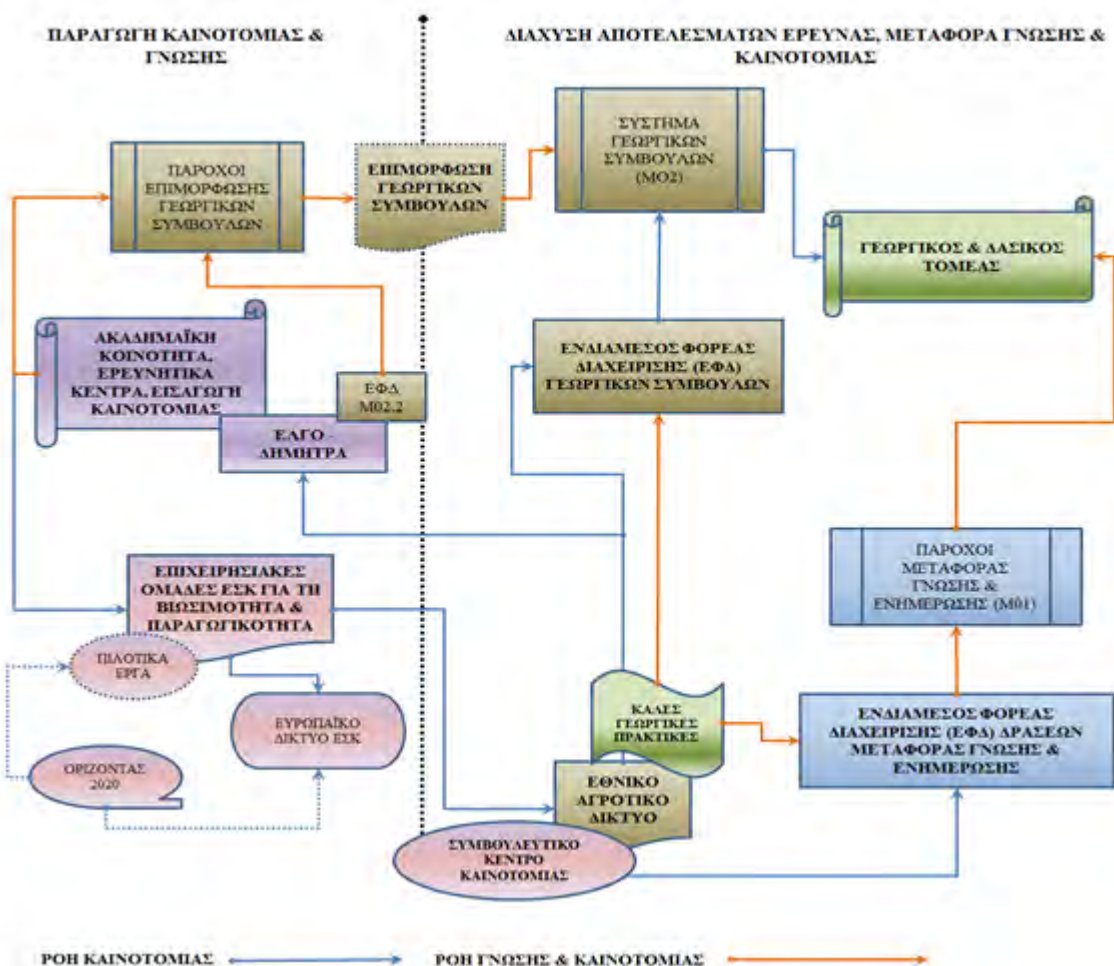 ΠΑΡΑΓΩΓΗ ΚΑΙΝΟΤΟΜΙΑΣ &
ΓΝΩΣΗΣ
ΔΙΑΧΥΣΗ ΑΠΟΤΕΛΕΣΜΑΤΩΝ ΕΡΕΥΝΑΣ, ΜΕΤΑΦΟΡΑ ΓΝΩΣΗΣ &
ΚΑΙΝΟΤΟΜΙΑΣ
ΠΑΡΟΧΟΙ
ΕΠΙΜΟΡΦΩΣΗΣ
ΓΕΩΡΓΙΚΩΝ
ΣΥΜΒΟΥΛΩΝ
ΕΠΙΜΟΡΦΩΣΗ
ΓΕΩΡΓΙΚΩΝ
ΣΥΜΒΟΥΛΩΝ
ΣΥΣΤΗΜΑ
ΓΕΩΡΓΙΚΩΝ
ΣΥΜΒΟΥΛΩΝ
(ΜΟ2)
ΓΕΩΡΓΙΚΟΣ & ΔΑΣΙΚΟΣ
ΤΟΜΕΑΣ
ΑΚΑΔΗΜΑΪΚΗ
ΚΟΙΝΟΤΗΤΑ,
ΕΡΕΥΝΗΤΙΚΑ
ΚΕΝΤΡΑ, ΕΙΣΑΓΩΓΗ
ΚΑΙΝΟΤΟΜΙΑΣ
ΕΦΔ
Μ02.2
ΕΛΓΟ
-ΔΗΜΗΤΡΑ
ΕΝΔΙΑΜΕΣΟΣ ΦΟΡΕΑΣ
ΔΙΑΧΕΙΡΙΣΗΣ (ΕΦΔ)
ΓΕΩΡΓΙΚΩΝ ΣΥΜΒΟΥΛΩΝ
ΠΑΡΟΧΟΙ
ΜΕΤΑΦΟΡΑΣ
ΓΝΩΣΗΣ &
ΕΝΗΜΕΡΩΣΗΣ (Μ01)
ΕΠΙΧΕΙΡΗΣΙΑΚΕΣ
ΟΜΑΔΕΣ ΕΣΚ ΓΙΑ ΤΗ
ΒΙΩΣΙΜΟΤΗΤΑ &
ΠΑΡΑΓΩΓΙΚΟΤΗΤΑ
ΠΙΛΟΤΙΚΑ
ΕΡΓΑ
ΕΥΡΩΠΑΪΚΟ
ΔΙΚΤΥΟ ΕΣΚ
ΟΡΙΖΟΝΤΑΣ
2020
ΚΑΛΕΣ
ΓΕΩΡΓΙΚΕΣ
ΠΡΑΚΤΙΚΕΣ
ΕΝΔΙΑΜΕΣΟΣ ΦΟΡΕΑΣ
ΔΙΑΧΕΙΡΙΣΗΣ (ΕΦΔ) ΔΡΑΣΕΩΝ
ΜΕΤΑΦΟΡΑΣ ΓΝΩΣΗΣ &
ΕΝΗΜΕΡΩΣΗΣ
ΕΘΝΙΚΟ
ΑΓΡΟΤΙΚΟ
ΔΙΚΤΥΟ
ΣΥΜΒΟΥΛΕΥΤΙΚΟ
ΚΕΝΤΡΟ
ΚΑΙΝΟΤΟΜΙΑΣ
ΡΟΗ ΚΑΙΝΟΤΟΜΙΑΣ
ΡΟΗ ΓΝΩΣΗΣ & ΚΑΙΝΟΤΟΜΙΑΣ